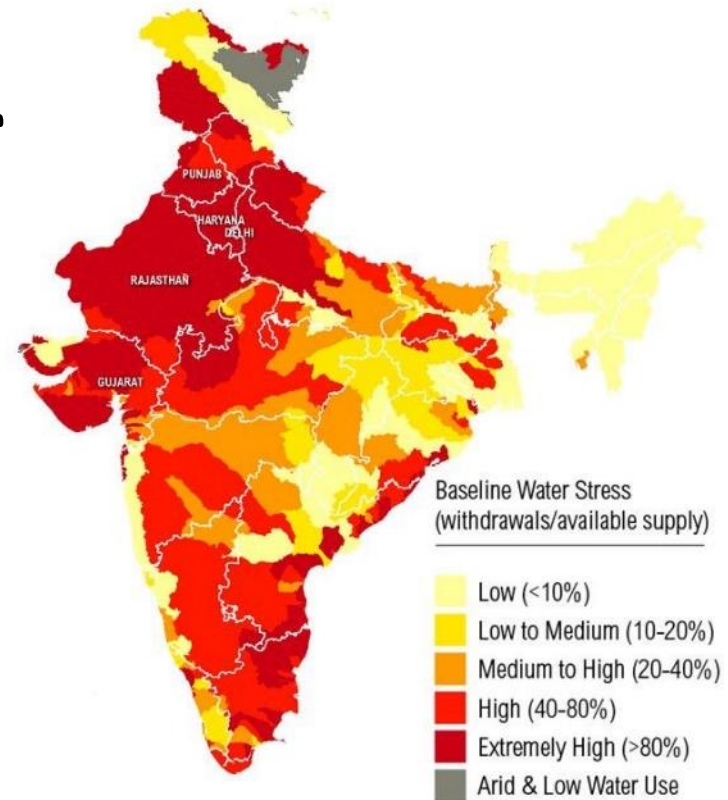 PUNJAB
HARYANA
DELHI
RAJASTHAN
GUJARAT
Baseline Water Stress
(withdrawals/available supply)
Low (<10%)
Low to Medium (10-20%)
Medium to High (20-40%)
High (40-80%)
Extremely High (>80%)
Arid & Low Water Use